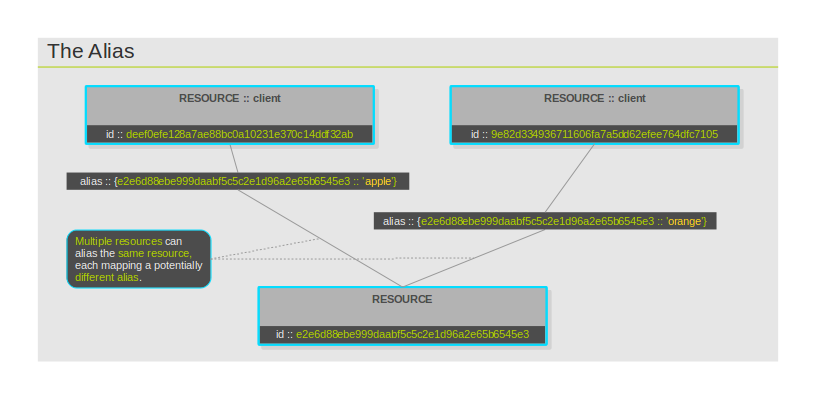 The Alias
RESOURCE :: client
id :: deef0efe128a7ae88bc0a10231e370c14ddf32ab
RESOURCE :: client
id :: 9e82d334936711606fa7a5dd62efee764dfc7105
alias :: {e2e6d88ebe999daabf5c5c2e1d96a2e65b6545e3 :: 'apple'}
alias :: {e2e6d88ebe999daabf5c5c2e1d96a2e65b6545e3 :: 'orange'}
Multiple resources can
alias the same resource,
each mapping a potentially
different alias.
RESOURCE
id :: e2e6d88ebe999daabf5c5c2e1d96a2e65b6545e3